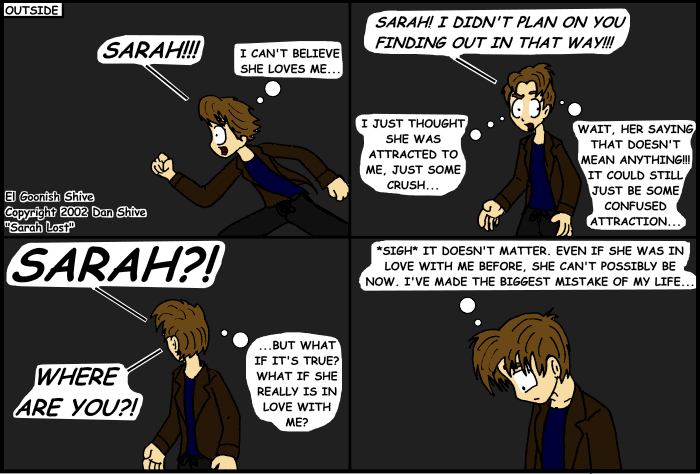 OUTSIDE
SARAH!!!
I CAN'T BELIEVE
SHE LOVES ME...
El Goonish Shive
Copyright 2002 Dan Shive
"Sarah Lost"
SARAH! I DIDN'T PLAN ON YOU
FINDING OUT IN THAT WAY!!!
I JUST THOUGHT
SHE WAS
ATTRACTED TO
ME, JUST SOME
CRUSH...
WAIT, HER SAYING
THAT DOESN'T
MEAN ANYTHING!!!
IT COULD STILL
JUST BE SOME
CONFUSED
ATTRACTION...
SARAH?!
WHERE
ARE YOU?!
...BUT WHAT
IF IT'S TRUE?
WHAT IF SHE
REALLY IS IN
LOVE WITH
ME?
*SIGH* IT DOESN'T MATTER. EVEN IF SHE WAS IN
LOVE WITH ME BEFORE, SHE CAN'T POSSIBLY BE
NOW. I'VE MADE THE BIGGEST MISTAKE OF MY LIFE...